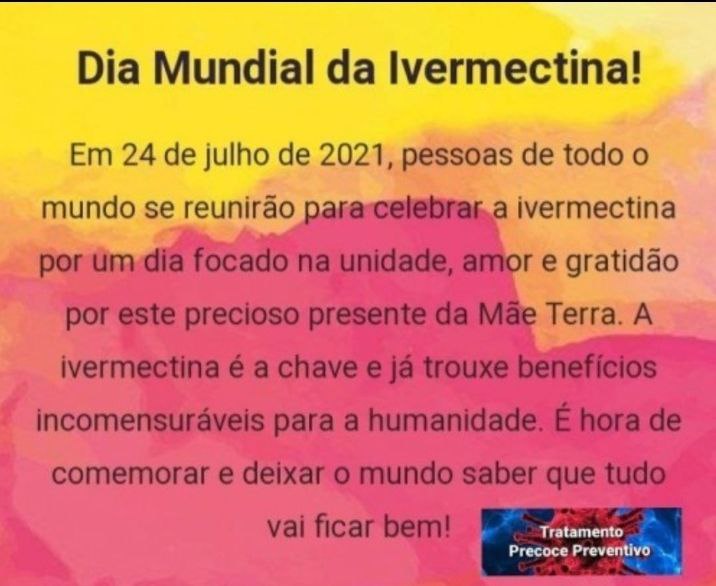 Dia Mundial da Ivermectina!
Em 24 de julho de 2021, pessoas de todo o
mundo se reunirão para celebrar a ivermectina
por um dia focado na unidade, amor e gratidão
por este precioso presente da Mãe Terra. A
ivermectina é a chave e já trouxe benefícios
incomensuráveis para a humanidade. É hora de
comemorar e deixar o mundo saber que tudo
vai ficar bem!
Tratamento
Precoce Preventivo